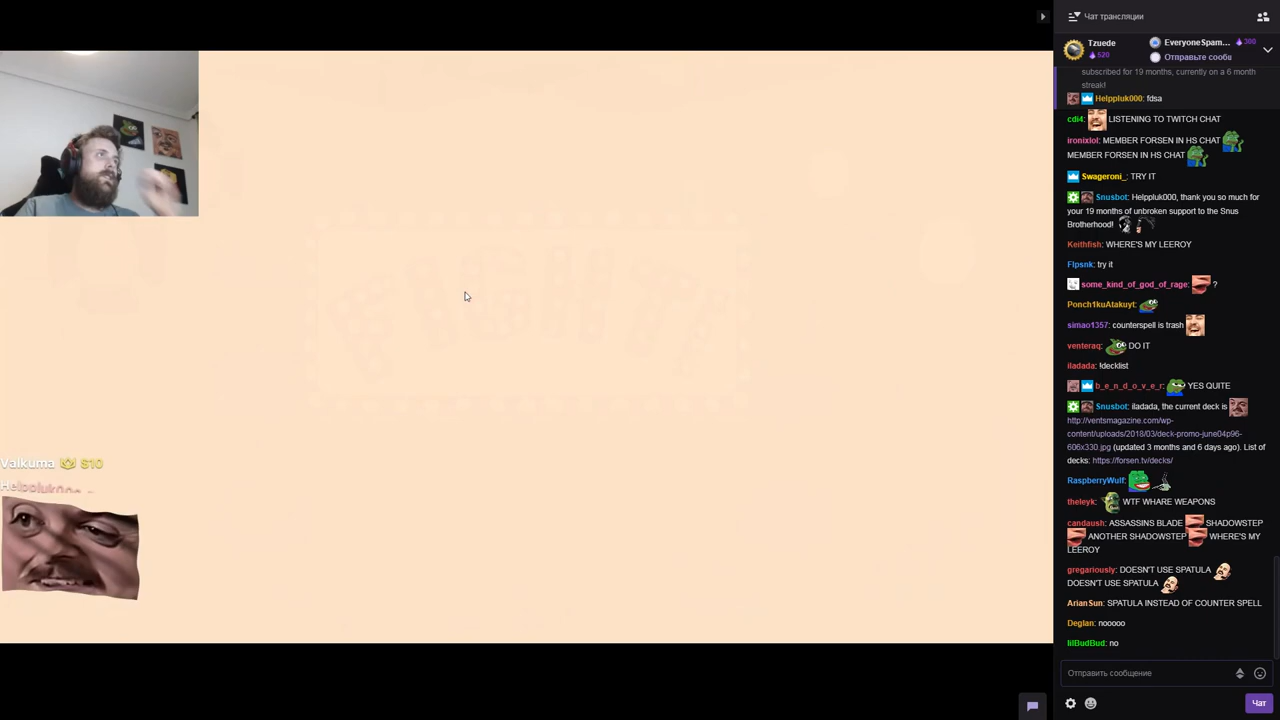 Чат трансляции
Tzuede
520
EveryoneSpam...
300
Отправьте сообщ
subscribed for 19 months, currently on a 6 month
streak!
Helppluk000: fdsa
cdi4: LISTENING TO TWITCH CHAT
ironixlol: MEMBER FORSEN IN HS CHAT
MEMBER FORSEN IN HS CHAT
Swageroni_: TRY IT
Snusbot: Helppluk000, thank you so much for
your 19 months of unbroken support to the Snus
Brotherhood!
Keithfish: WHERE'S MY LEEROY
Flpsnk: try it
some_kind_of_god_of_rage: ?
Ponch1kuAtakuyt:
simao1357: counterspell is trash
venteraq: DO IT
iladada: !decklist
b_e_n_d_o_v_e_r: YES QUITE
Snusbot: iladada, the current deck is
http://ventsmagazine.com/wp-
content/uploads/2018/03/deck-promo-june04p96-
606x330.jpg (updated 3 months and 6 days ago). List of
decks: https://forsen.tv/decks/
RaspberryWulf:
theleyk: WTF WHARE WEAPONS
candaush: ASSASSINS BLADE SHADOWSTEP
ANOTHER SHADOWSTEP WHERE'S MY
LEEROY
gregariously: DOESN'T USE SPATULA
DOESN'T USE SPATULA
ArianSun: SPATULA INSTEAD OF COUNTER SPELL
Deglan: nooooo
lilBudBud: no
Отправить сообщение
Чат
Valkuma $10